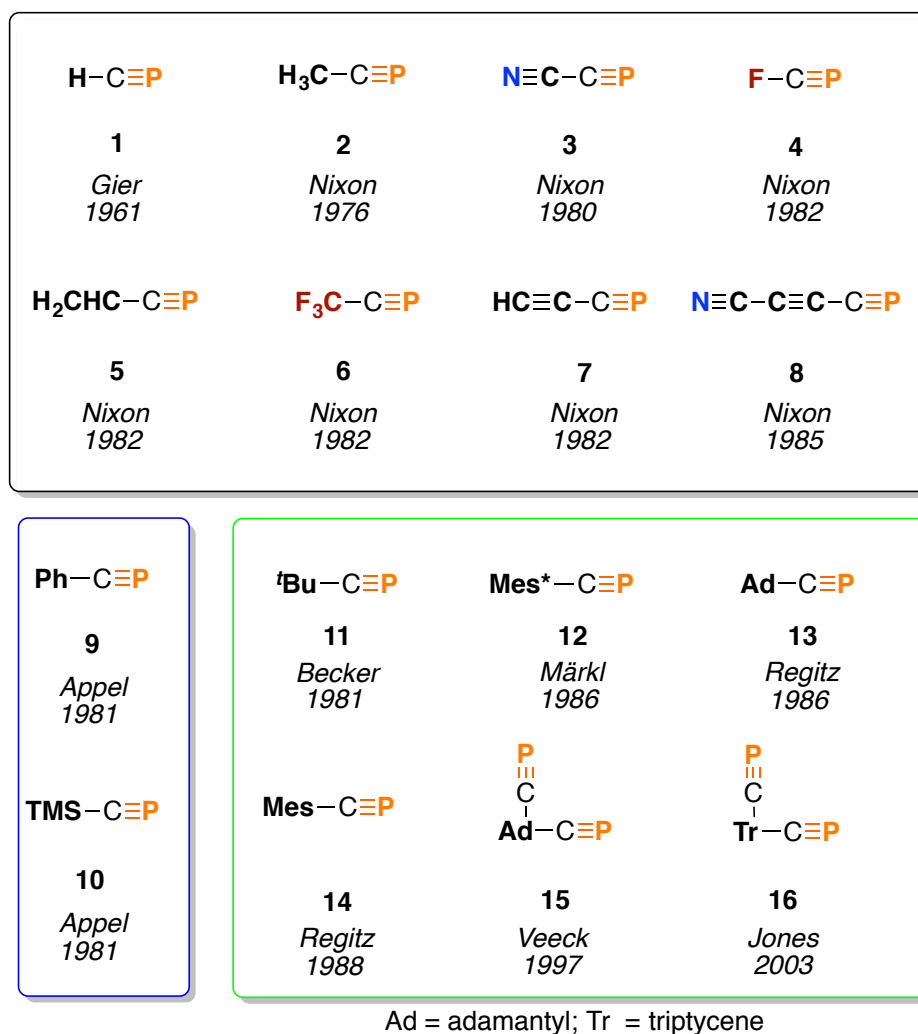 H–C≡P H₃C–C≡P N≡C–C≡P F–C≡P
1 2 3 4
Gier Nixon Nixon Nixon
1961 1976 1980 1982
H₂CHC–C≡P F₃C–C≡P HC≡C–C≡P N≡C–C≡C–C≡P
5 6 7 8
Nixon Nixon Nixon Nixon
1982 1982 1982 1985
Ph–C≡P
9
Appel
1981
TMS–C≡P
10
Appel
1981
ᵗBu–C≡P Mes*–C≡P Ad–C≡P
11 12 13
Becker Märkl Regitz
1981 1986 1986
P P
C C
Mes–C≡P Ad–C≡P Tr–C≡P
14 15 16
Regitz Veeck Jones
1988 1997 2003
Ad = adamantyl; Tr = triptycene